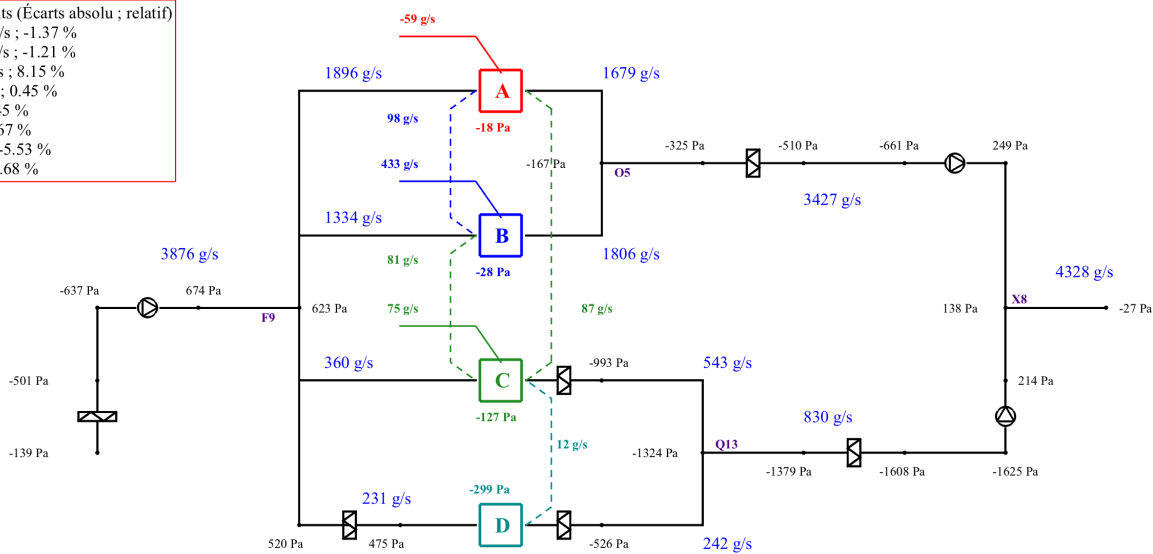 ts (Écarts absolu ; relatif)
/s ; -1.37 %
/s ; -1.21 %
s ; 8.15 %
; 0.45 %
45 %
67 %
-5.53 %
.68 %
-59 g/s
1896 g/s
A
1679 g/s
98 g/s
-18 Pa
-325 Pa
-510 Pa
-661 Pa
249 Pa
433 g/s
-167 Pa
O5
3427 g/s
1334 g/s
B
1806 g/s
3876 g/s
81 g/s
-28 Pa
4328 g/s
-637 Pa
674 Pa
F9
623 Pa
75 g/s
87 g/s
138 Pa
X8
-27 Pa
-501 Pa
360 g/s
C
-993 Pa
543 g/s
214 Pa
-127 Pa
830 g/s
-139 Pa
12 g/s
-1324 Pa
Q13
-1379 Pa
-1608 Pa
-1625 Pa
231 g/s
-299 Pa
D
520 Pa
475 Pa
-526 Pa
242 g/s